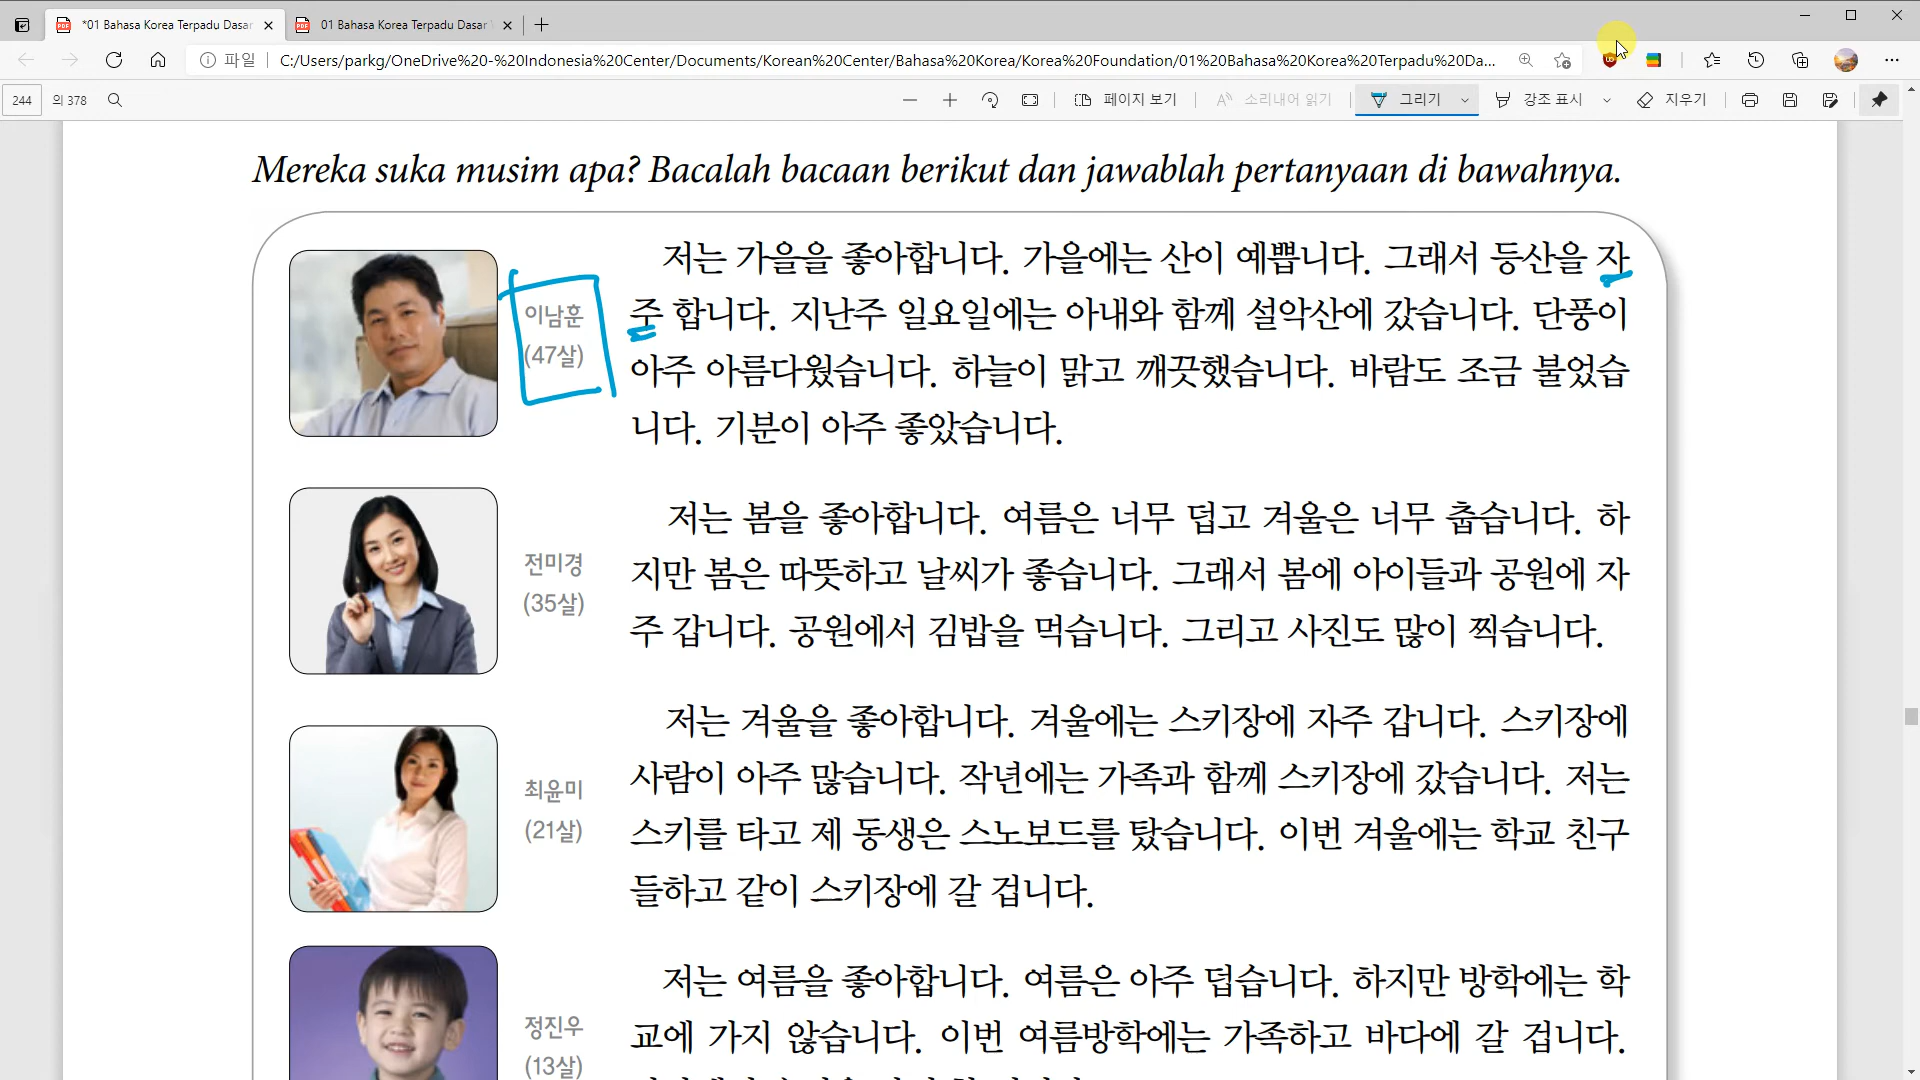 *01 Bahasa Korea Terpadu Dasar
01 Bahasa Korea Terpadu Dasar
파일
C:/Users/parkg/OneDrive%20-%20Indonesia%20Center/Documents/Korean%20Center/Bahasa%20Korea/Korea%20Foundation/01%20Bahasa%20Korea%20Terpadu%20Da...
244 의 378
페이지 보기
소리내어 읽기
그리기
강조 표시
지우기
Mereka suka musim apa? Bacalah bacaan berikut dan jawablah pertanyaan di bawahnya.
이남훈
(47살)
저는 가을을 좋아합니다. 가을에는 산이 예쁩니다. 그래서 등산을 자
주 합니다. 지난주 일요일에는 아내와 함께 설악산에 갔습니다. 단풍이
아주 아름다웠습니다. 하늘이 맑고 깨끗했습니다. 바람도 조금 불었습
니다. 기분이 아주 좋았습니다.
전미경
(35살)
저는 봄을 좋아합니다. 여름은 너무 덥고 겨울은 너무 춥습니다. 하
지만 봄은 따뜻하고 날씨가 좋습니다. 그래서 봄에 아이들과 공원에 자
주 갑니다. 공원에서 김밥을 먹습니다. 그리고 사진도 많이 찍습니다.
최윤미
(21살)
저는 겨울을 좋아합니다. 겨울에는 스키장에 자주 갑니다. 스키장에
사람이 아주 많습니다. 작년에는 가족과 함께 스키장에 갔습니다. 저는
스키를 타고 제 동생은 스노보드를 탔습니다. 이번 겨울에는 학교 친구
들하고 같이 스키장에 갈 겁니다.
정진우
(13살)
저는 여름을 좋아합니다. 여름은 아주 덥습니다. 하지만 방학에는 학
교에 가지 않습니다. 이번 여름방학에는 가족하고 바다에 갈 겁니다.